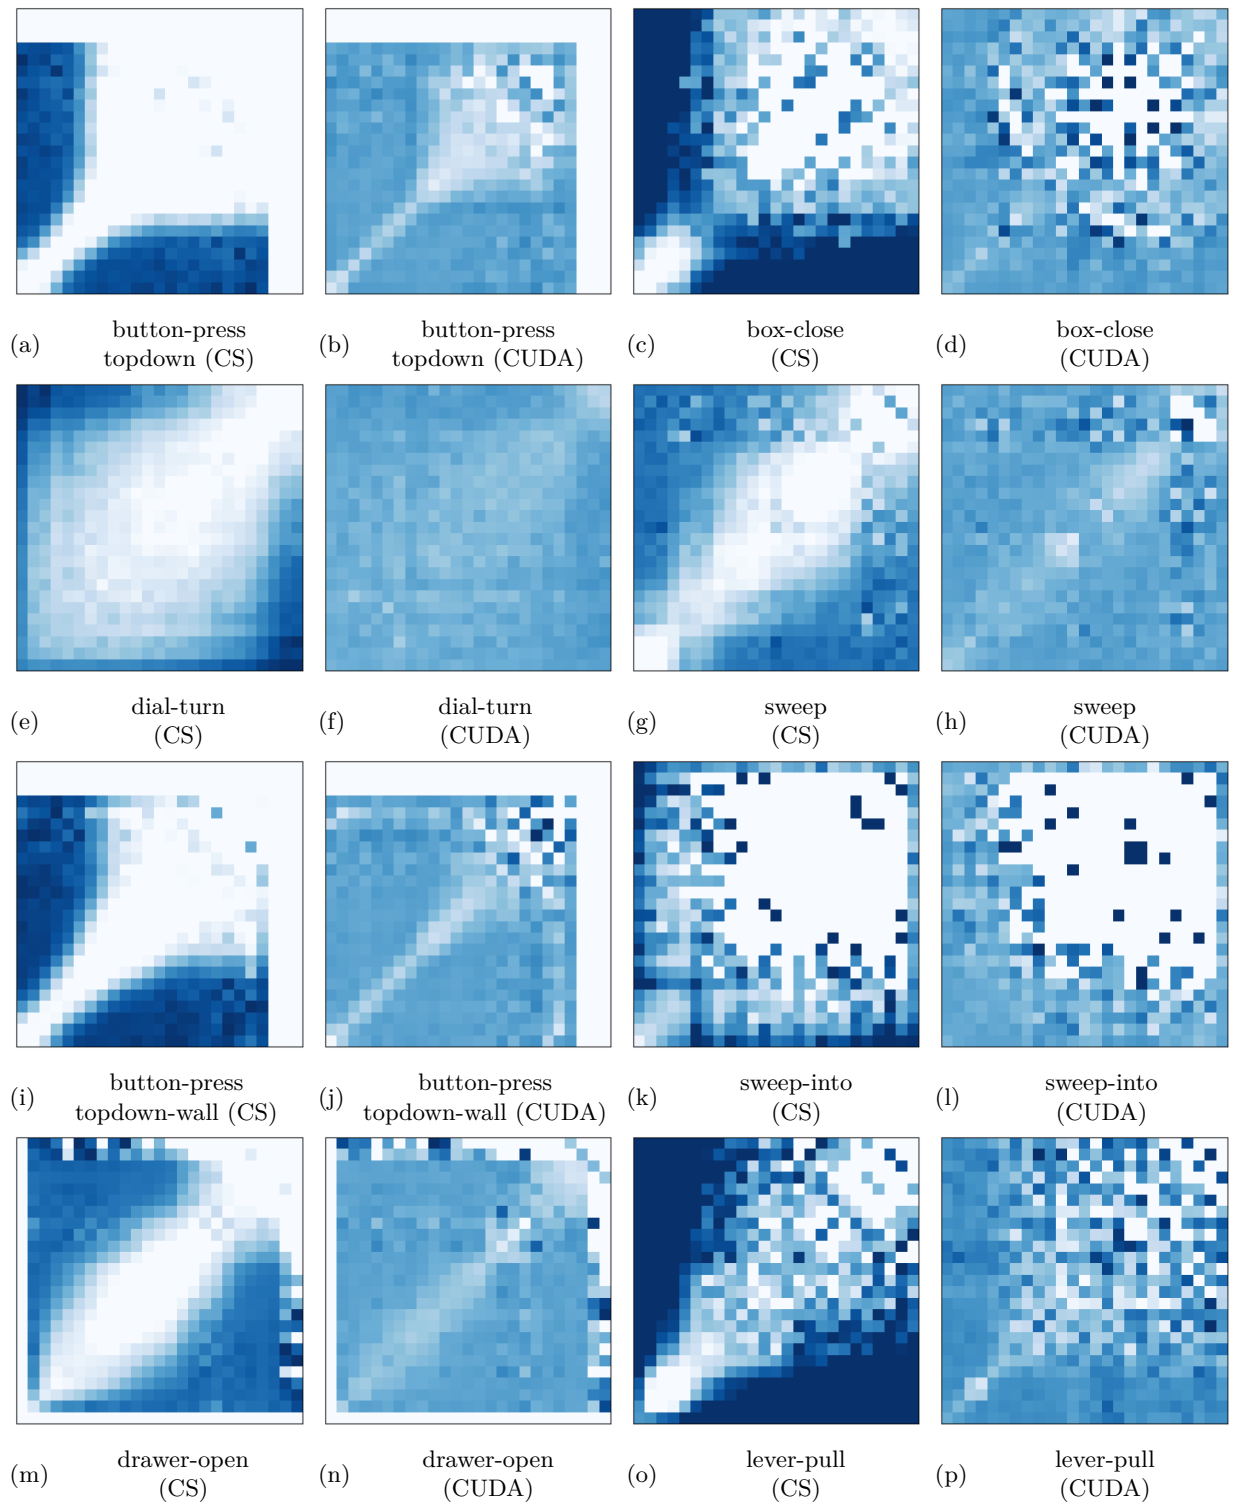 (a) button-press topdown (CS)
(b) button-press topdown (CUDA)
(c) box-close (CS)
(d) box-close (CUDA)
(e) dial-turn (CS)
(f) dial-turn (CUDA)
(g) sweep (CS)
(h) sweep (CUDA)
(i) button-press topdown-wall (CS)
(j) button-press topdown-wall (CUDA)
(k) sweep-into (CS)
(l) sweep-into (CUDA)
(m) drawer-open (CS)
(n) drawer-open (CUDA)
(o) lever-pull (CS)
(p) lever-pull (CUDA)